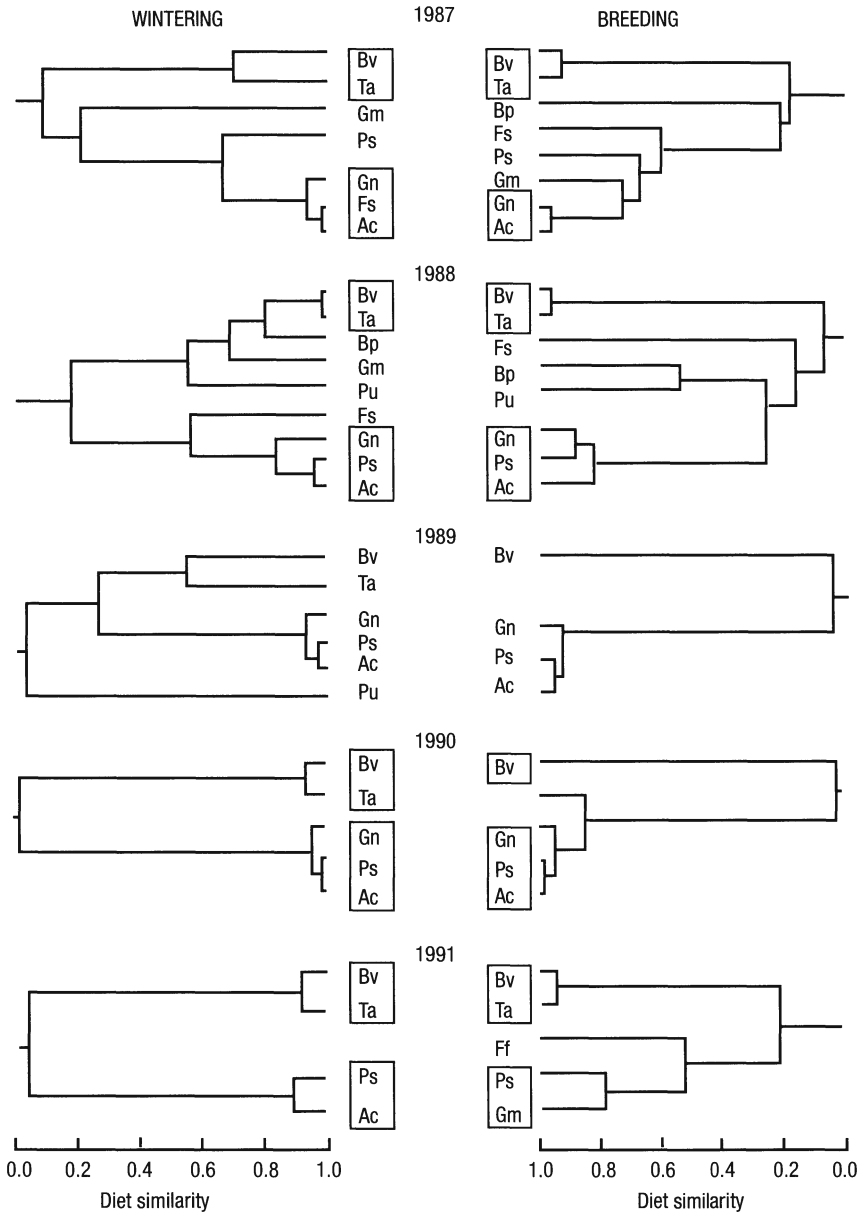 WINTERING 1987 BREEDING
Bv
Ta
Gm
Ps
Gn
Fs
Ac
Bv
Ta
Bp
Fs
Ps
Gm
Gn
Ac
1988
Bv
Ta
Bp
Gm
Pu
Fs
Gn
Ps
Ac
Bv
Ta
Fs
Bp
Pu
Gn
Ps
Ac
1989
Bv
Ta
Gn
Ps
Ac
Pu
Bv
Gn
Ps
Ac
1990
Bv
Ta
Gn
Ps
Ac
Bv
Gn
Ps
Ac
1991
Bv
Ta
Ps
Ac
Bv
Ta
Ff
Ps
Gm
0.0 0.2 0.4 0.6 0.8 1.0
Diet similarity
1.0 0.8 0.6 0.4 0.2 0.0
Diet similarity